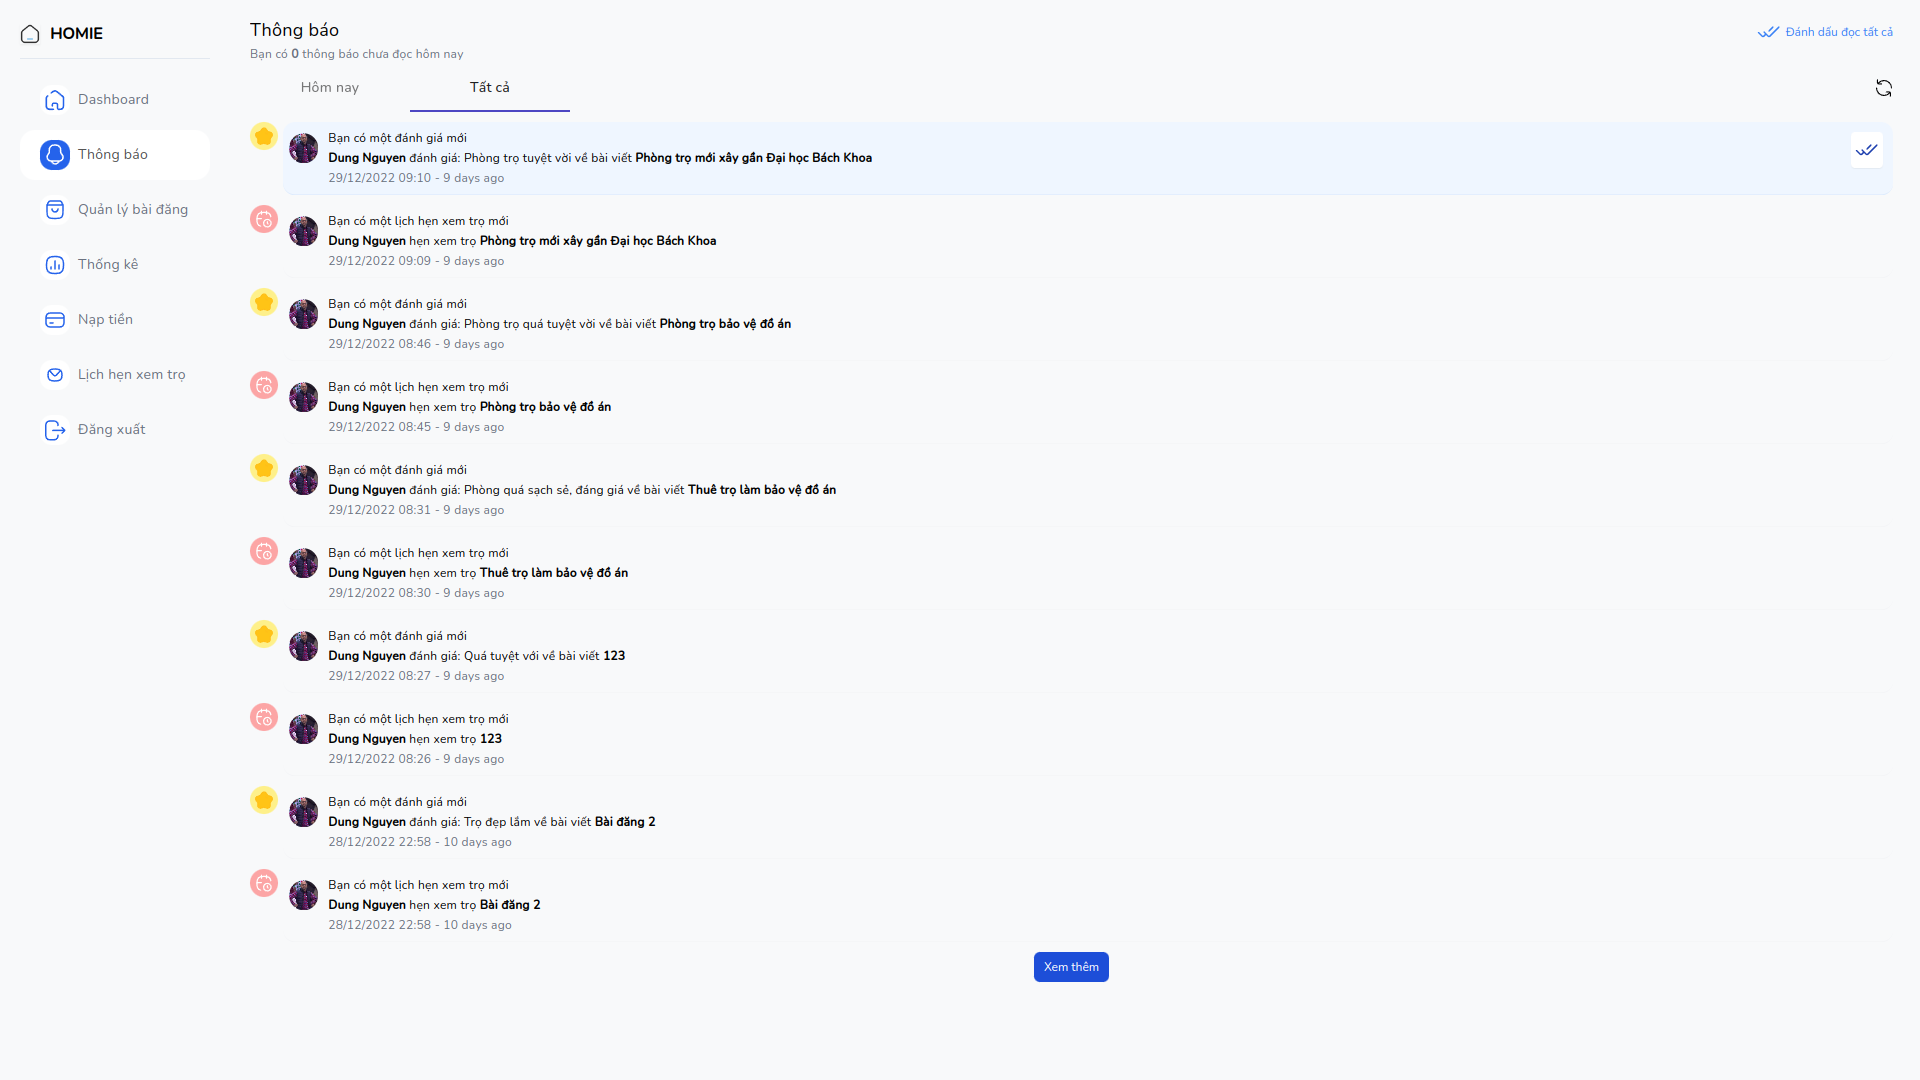 HOMIE
Dashboard
Thông báo
Quản lý bài đăng
Thống kê
Nạp tiền
Lịch hẹn xem trọ
Đăng xuất
Thông báo
Bạn có 0 thông báo chưa đọc hôm nay
Đánh dấu đọc tất cả
Hôm nay
Tất cả
Bạn có một đánh giá mới
Dung Nguyen đánh giá: Phòng trọ tuyệt vời về bài viết Phòng trọ mới xây gần Đại học Bách Khoa
29/12/2022 09:10 - 9 days ago
Bạn có một lịch hẹn xem trọ mới
Dung Nguyen hẹn xem trọ Phòng trọ mới xây gần Đại học Bách Khoa
29/12/2022 09:09 - 9 days ago
Bạn có một đánh giá mới
Dung Nguyen đánh giá: Phòng trọ quá tuyệt vời về bài viết Phòng trọ bảo vệ đồ án
29/12/2022 08:46 - 9 days ago
Bạn có một lịch hẹn xem trọ mới
Dung Nguyen hẹn xem trọ Phòng trọ bảo vệ đồ án
29/12/2022 08:45 - 9 days ago
Bạn có một đánh giá mới
Dung Nguyen đánh giá: Phòng quá sạch sẻ, đáng giá về bài viết Thuê trọ làm bảo vệ đồ án
29/12/2022 08:31 - 9 days ago
Bạn có một lịch hẹn xem trọ mới
Dung Nguyen hẹn xem trọ Thuê trọ làm bảo vệ đồ án
29/12/2022 08:30 - 9 days ago
Bạn có một đánh giá mới
Dung Nguyen đánh giá: Quá tuyệt với về bài viết 123
29/12/2022 08:27 - 9 days ago
Bạn có một lịch hẹn xem trọ mới
Dung Nguyen hẹn xem trọ 123
29/12/2022 08:26 - 9 days ago
Bạn có một đánh giá mới
Dung Nguyen đánh giá: Trọ đẹp lắm về bài viết Bài đăng 2
28/12/2022 22:58 - 10 days ago
Bạn có một lịch hẹn xem trọ mới
Dung Nguyen hẹn xem trọ Bài đăng 2
28/12/2022 22:58 - 10 days ago
Xem thêm